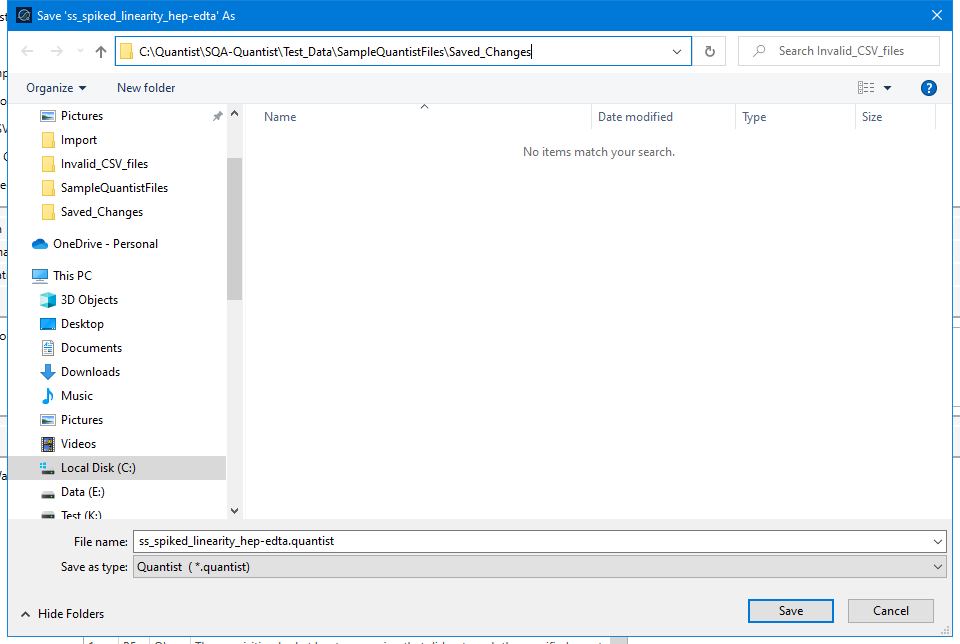 Save 'ss_spiked_linearity_hep-edta' As
C:\Quantist\SQA-Quantist\Test_Data\SampleQuantistFiles\Saved_Changes
Search Invalid_CSV_files
Organize
New folder
?
Name
Date modified
Type
Size
No items match your search.
Pictures
Import
Invalid_CSV_files
SampleQuantistFiles
Saved_Changes
OneDrive - Personal
This PC
3D Objects
Desktop
Documents
Downloads
Music
Pictures
Videos
Local Disk (C:)
Data (E:)
Test (K:)
File name:
ss_spiked_linearity_hep-edta.quantist
Save as type:
Quantist ( *.quantist)
Hide Folders
Save
Cancel